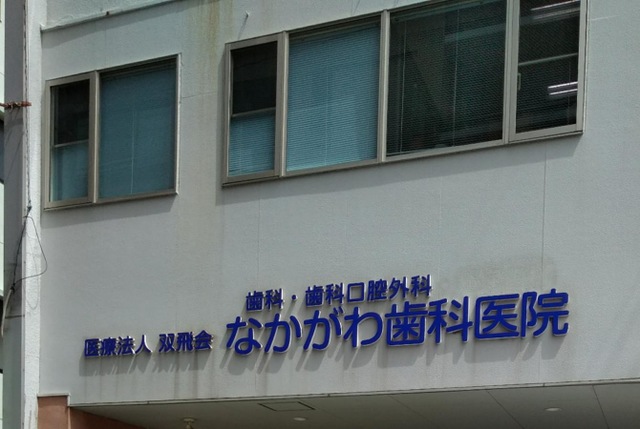 歯科・歯科口腔外科
医療法人 双飛会 なかがわ歯科医院